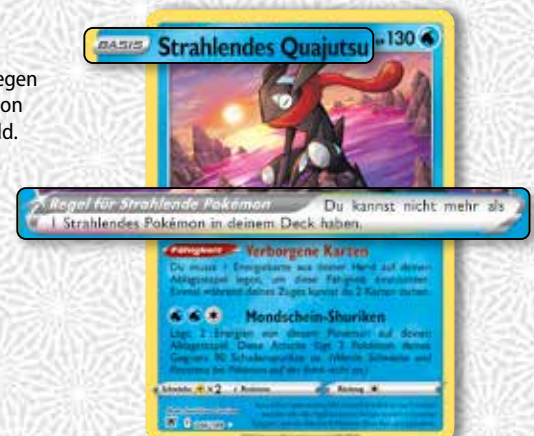 egen
on
ld.
BASIS Strahlendes Quajutsu 130
Regel für Strahlende Pokémon Du kannst nicht mehr als
1 Strahlendes Pokémon in deinem Deck haben.
Fähigkeit Verborgene Karten
Du musst 1 Energiekarte aus deiner Hand auf deinen
Ablagestapel legen, um diese Fähigkeit einzusetzen.
Einmal während deines Zuges kannst du 2 Karten ziehen.
Mondschein-Shuriken
Lege 2 Energien von diesem Pokémon auf deinen
Ablagestapel. Diese Attacke fügt 2 Pokémon deines
Gegners 90 Schadenspunkte zu. (Wende Schwäche und
Resistenz bei Pokémon auf der Bank nicht an.)
Schwäche ×2 Resistenz Rückzug